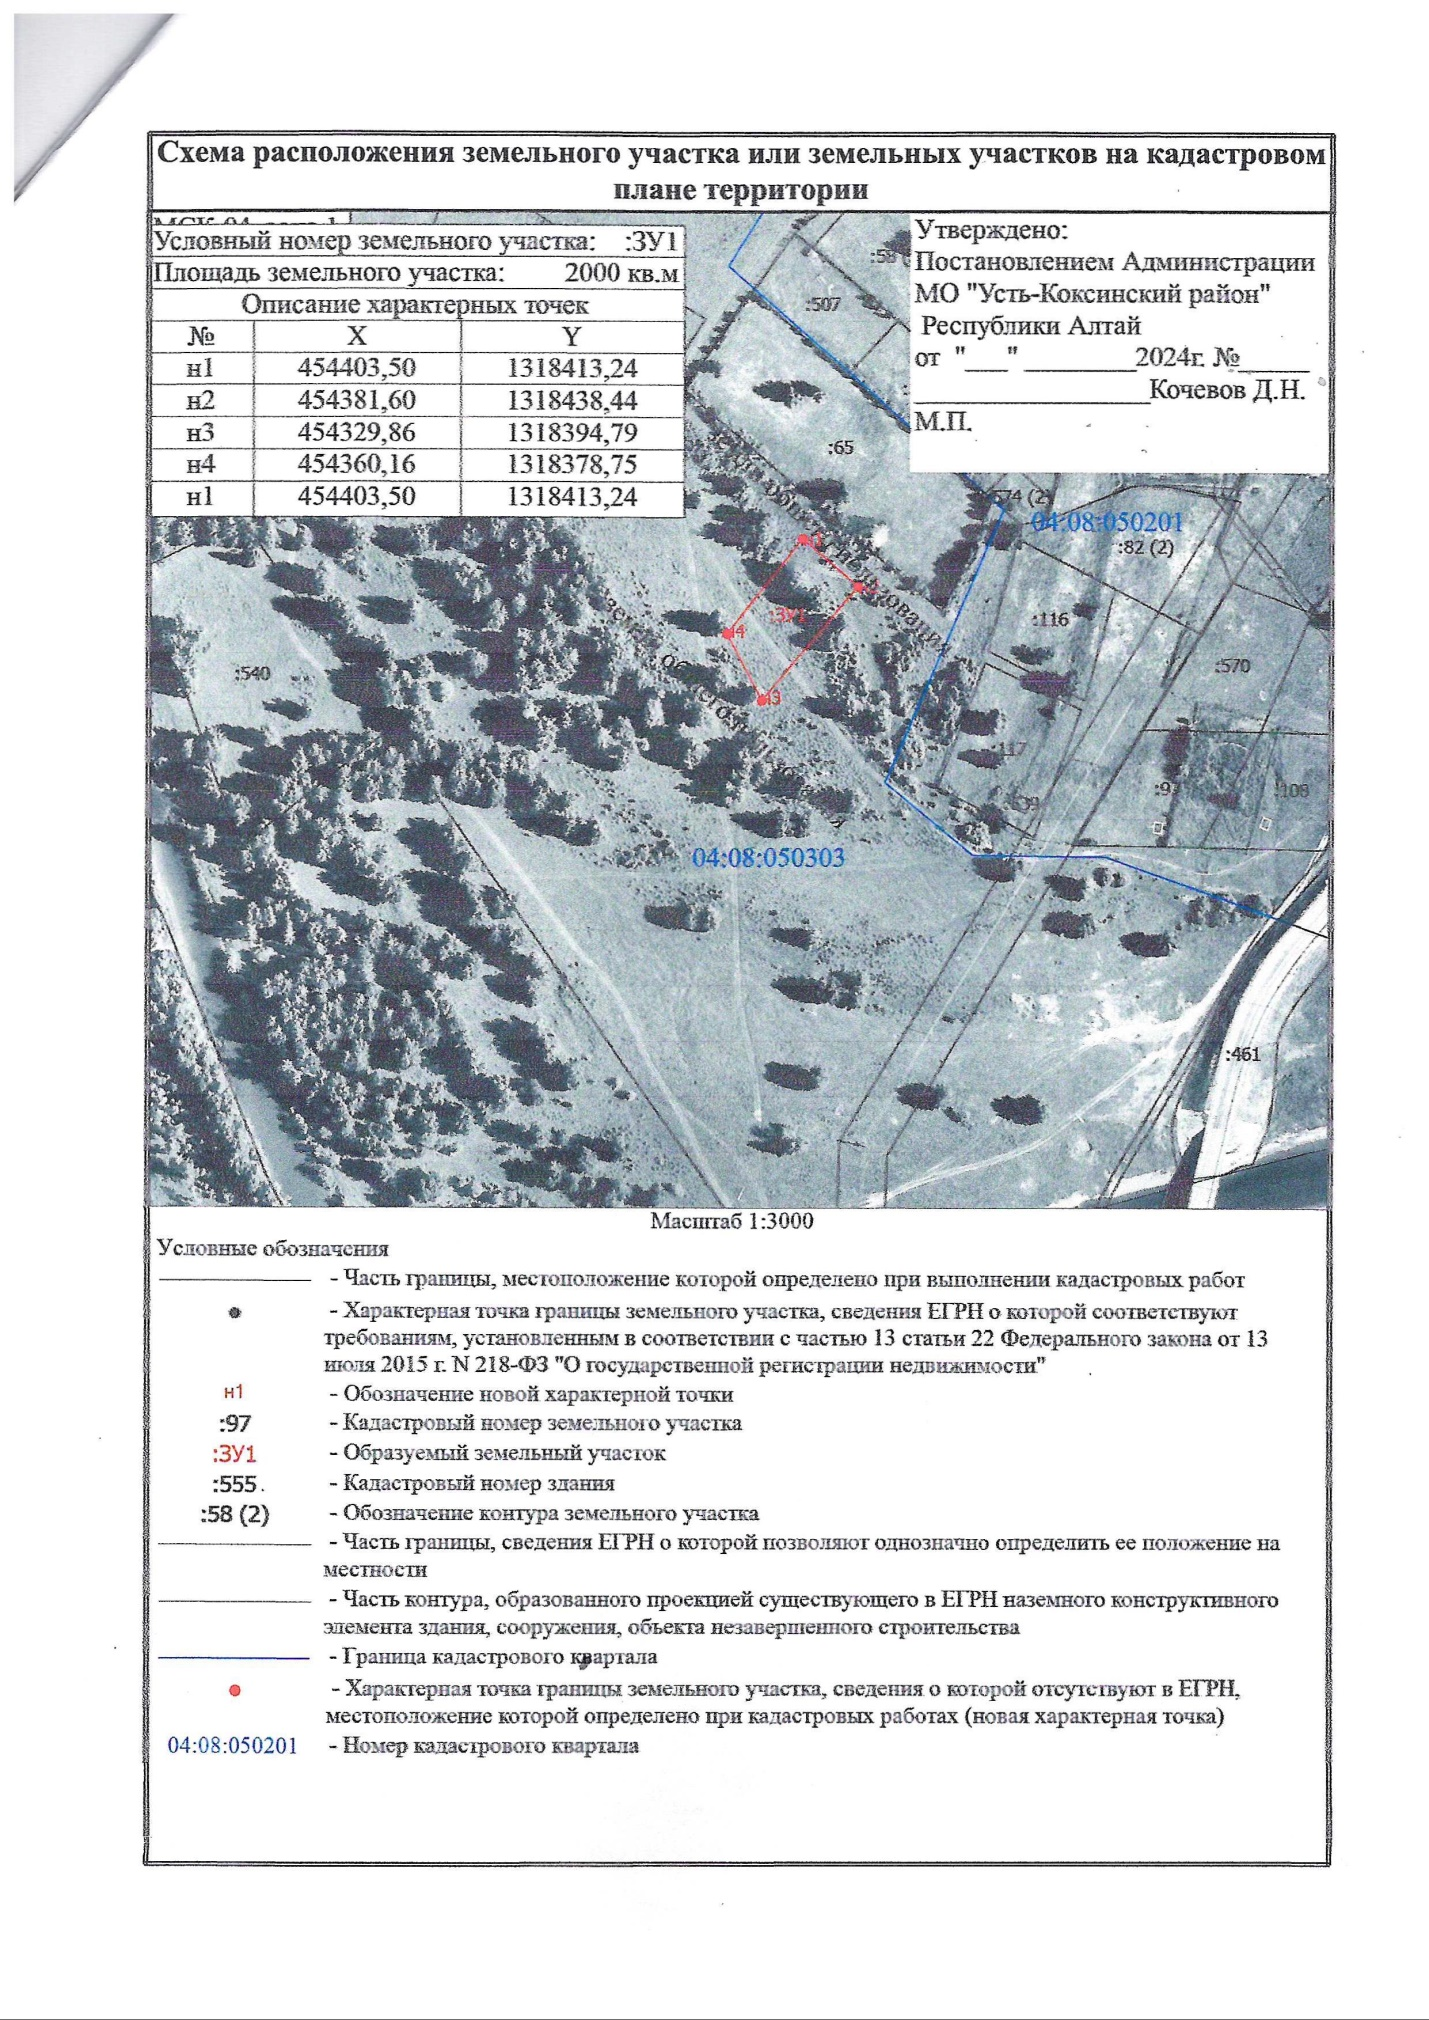 Схема расположения земельного участка или земельных участков на кадастровом
плане территории
Условный номер земельного участка: :ЗУ1
Площадь земельного участка: 2000 кв.м
Описание характерных точек
№ X Y
н1 454403,50 1318413,24
н2 454381,60 1318438,44
н3 454329,86 1318394,79
н4 454360,16 1318378,75
н1 454403,50 1318413,24
Утверждено:
Постановлением Администрации
МО "Усть-Коксинский район"
Республики Алтай
от "___" _________2024г. №______
___________________Кочевов Д.Н.
М.П.
:507
:65
:574 (2)
04:08:050201
:82 (2)
:116
:ЗУ1
:570
:540
:117
:108
04:08:050303
:461
Масштаб 1:3000
Условные обозначения
- Часть границы, местоположение которой определено при выполнении кадастровых работ
- Характерная точка границы земельного участка, сведения ЕГРН о которой соответствуют
требованиям, установленным в соответствии с частью 13 статьи 22 Федерального закона от 13
июля 2015 г. N 218-ФЗ "О государственной регистрации недвижимости"
н1 - Обозначение новой характерной точки
:97 - Кадастровый номер земельного участка
:ЗУ1 - Образуемый земельный участок
:555 - Кадастровый номер здания
:58 (2) - Обозначение контура земельного участка
- Часть границы, сведения ЕГРН о которой позволяют однозначно определить ее положение на
местности
- Часть контура, образованного проекцией существующего в ЕГРН наземного конструктивного
элемента здания, сооружения, объекта незавершенного строительства
- Граница кадастрового квартала
- Характерная точка границы земельного участка, сведения о которой отсутствуют в ЕГРН,
местоположение которой определено при кадастровых работах (новая характерная точка)
04:08:050201 - Номер кадастрового квартала